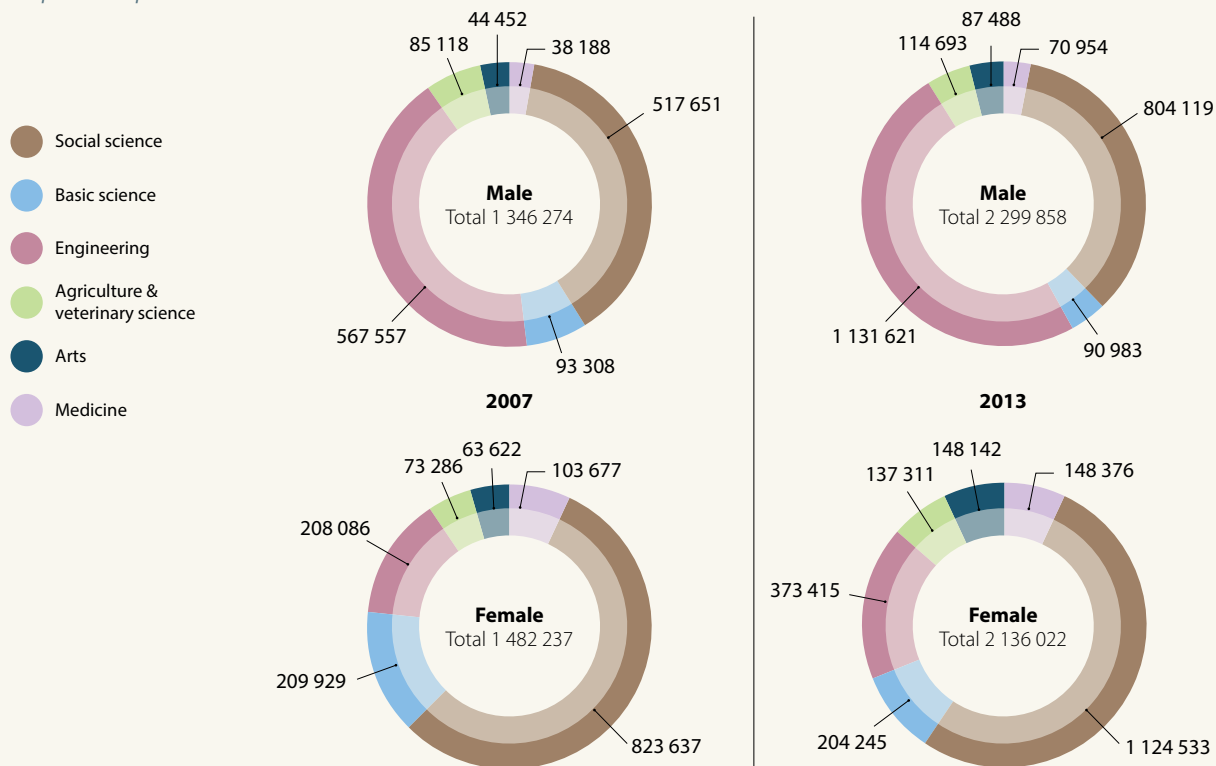 Social science
Basic science
Engineering
Agriculture &
veterinary science
Arts
Medicine
44 452
85 118
38 188
517 651
Male
Total 1 346 274
567 557
93 308
2007
63 622
73 286
103 677
208 086
Female
Total 1 482 237
209 929
823 637
87 488
114 693
70 954
804 119
Male
Total 2 299 858
1 131 621
90 983
2013
148 142
137 311
148 376
373 415
Female
Total 2 136 022
204 245
1 124 533